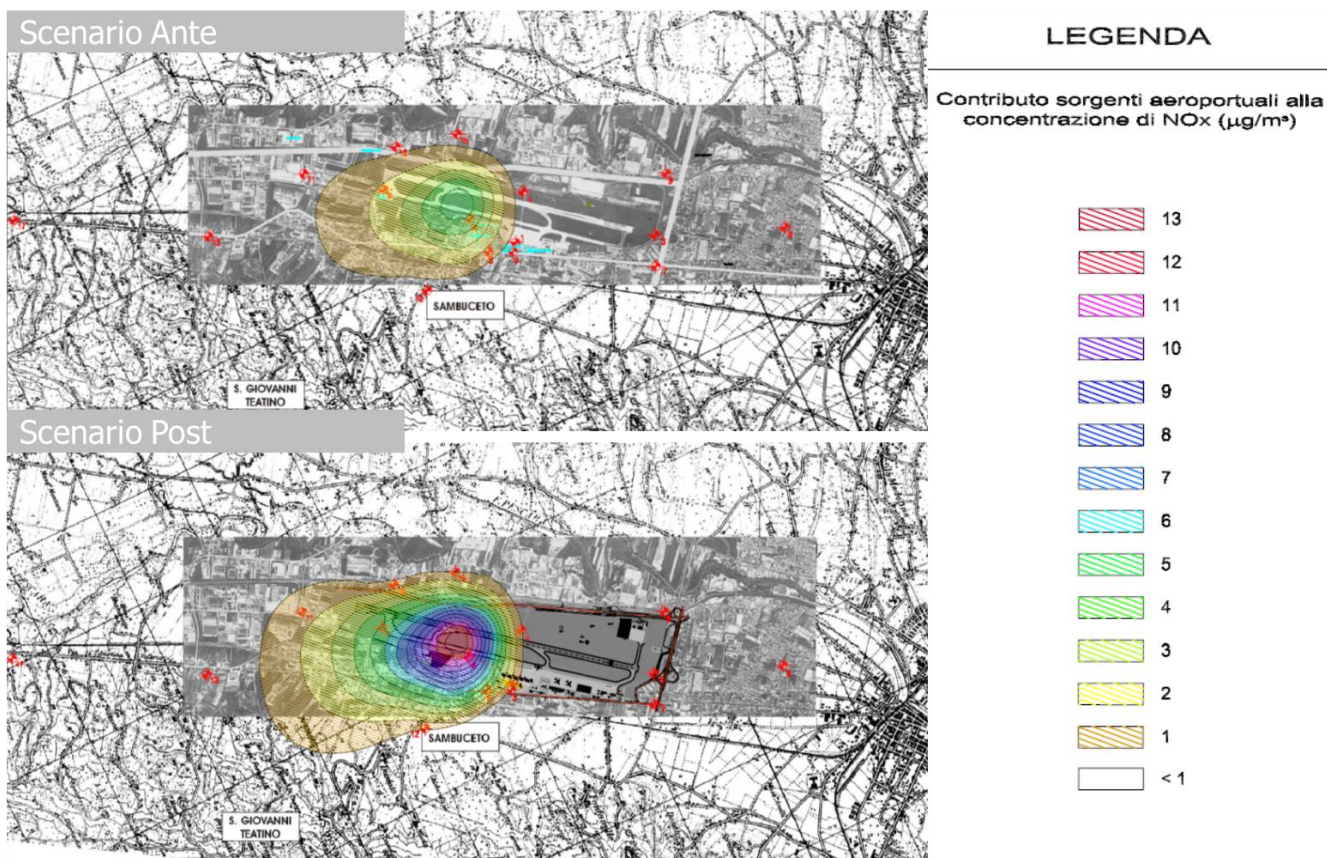 Scenario Ante
SAMBUCETO
S. GIOVANNI
TEATINO
Scenario Post
SAMBUCETO
S. GIOVANNI
TEATINO
LEGENDA
Contributo sorgenti aeroportuali alla
concentrazione di NOx (µg/m³)
13
12
11
10
9
8
7
6
5
4
3
2
1
< 1